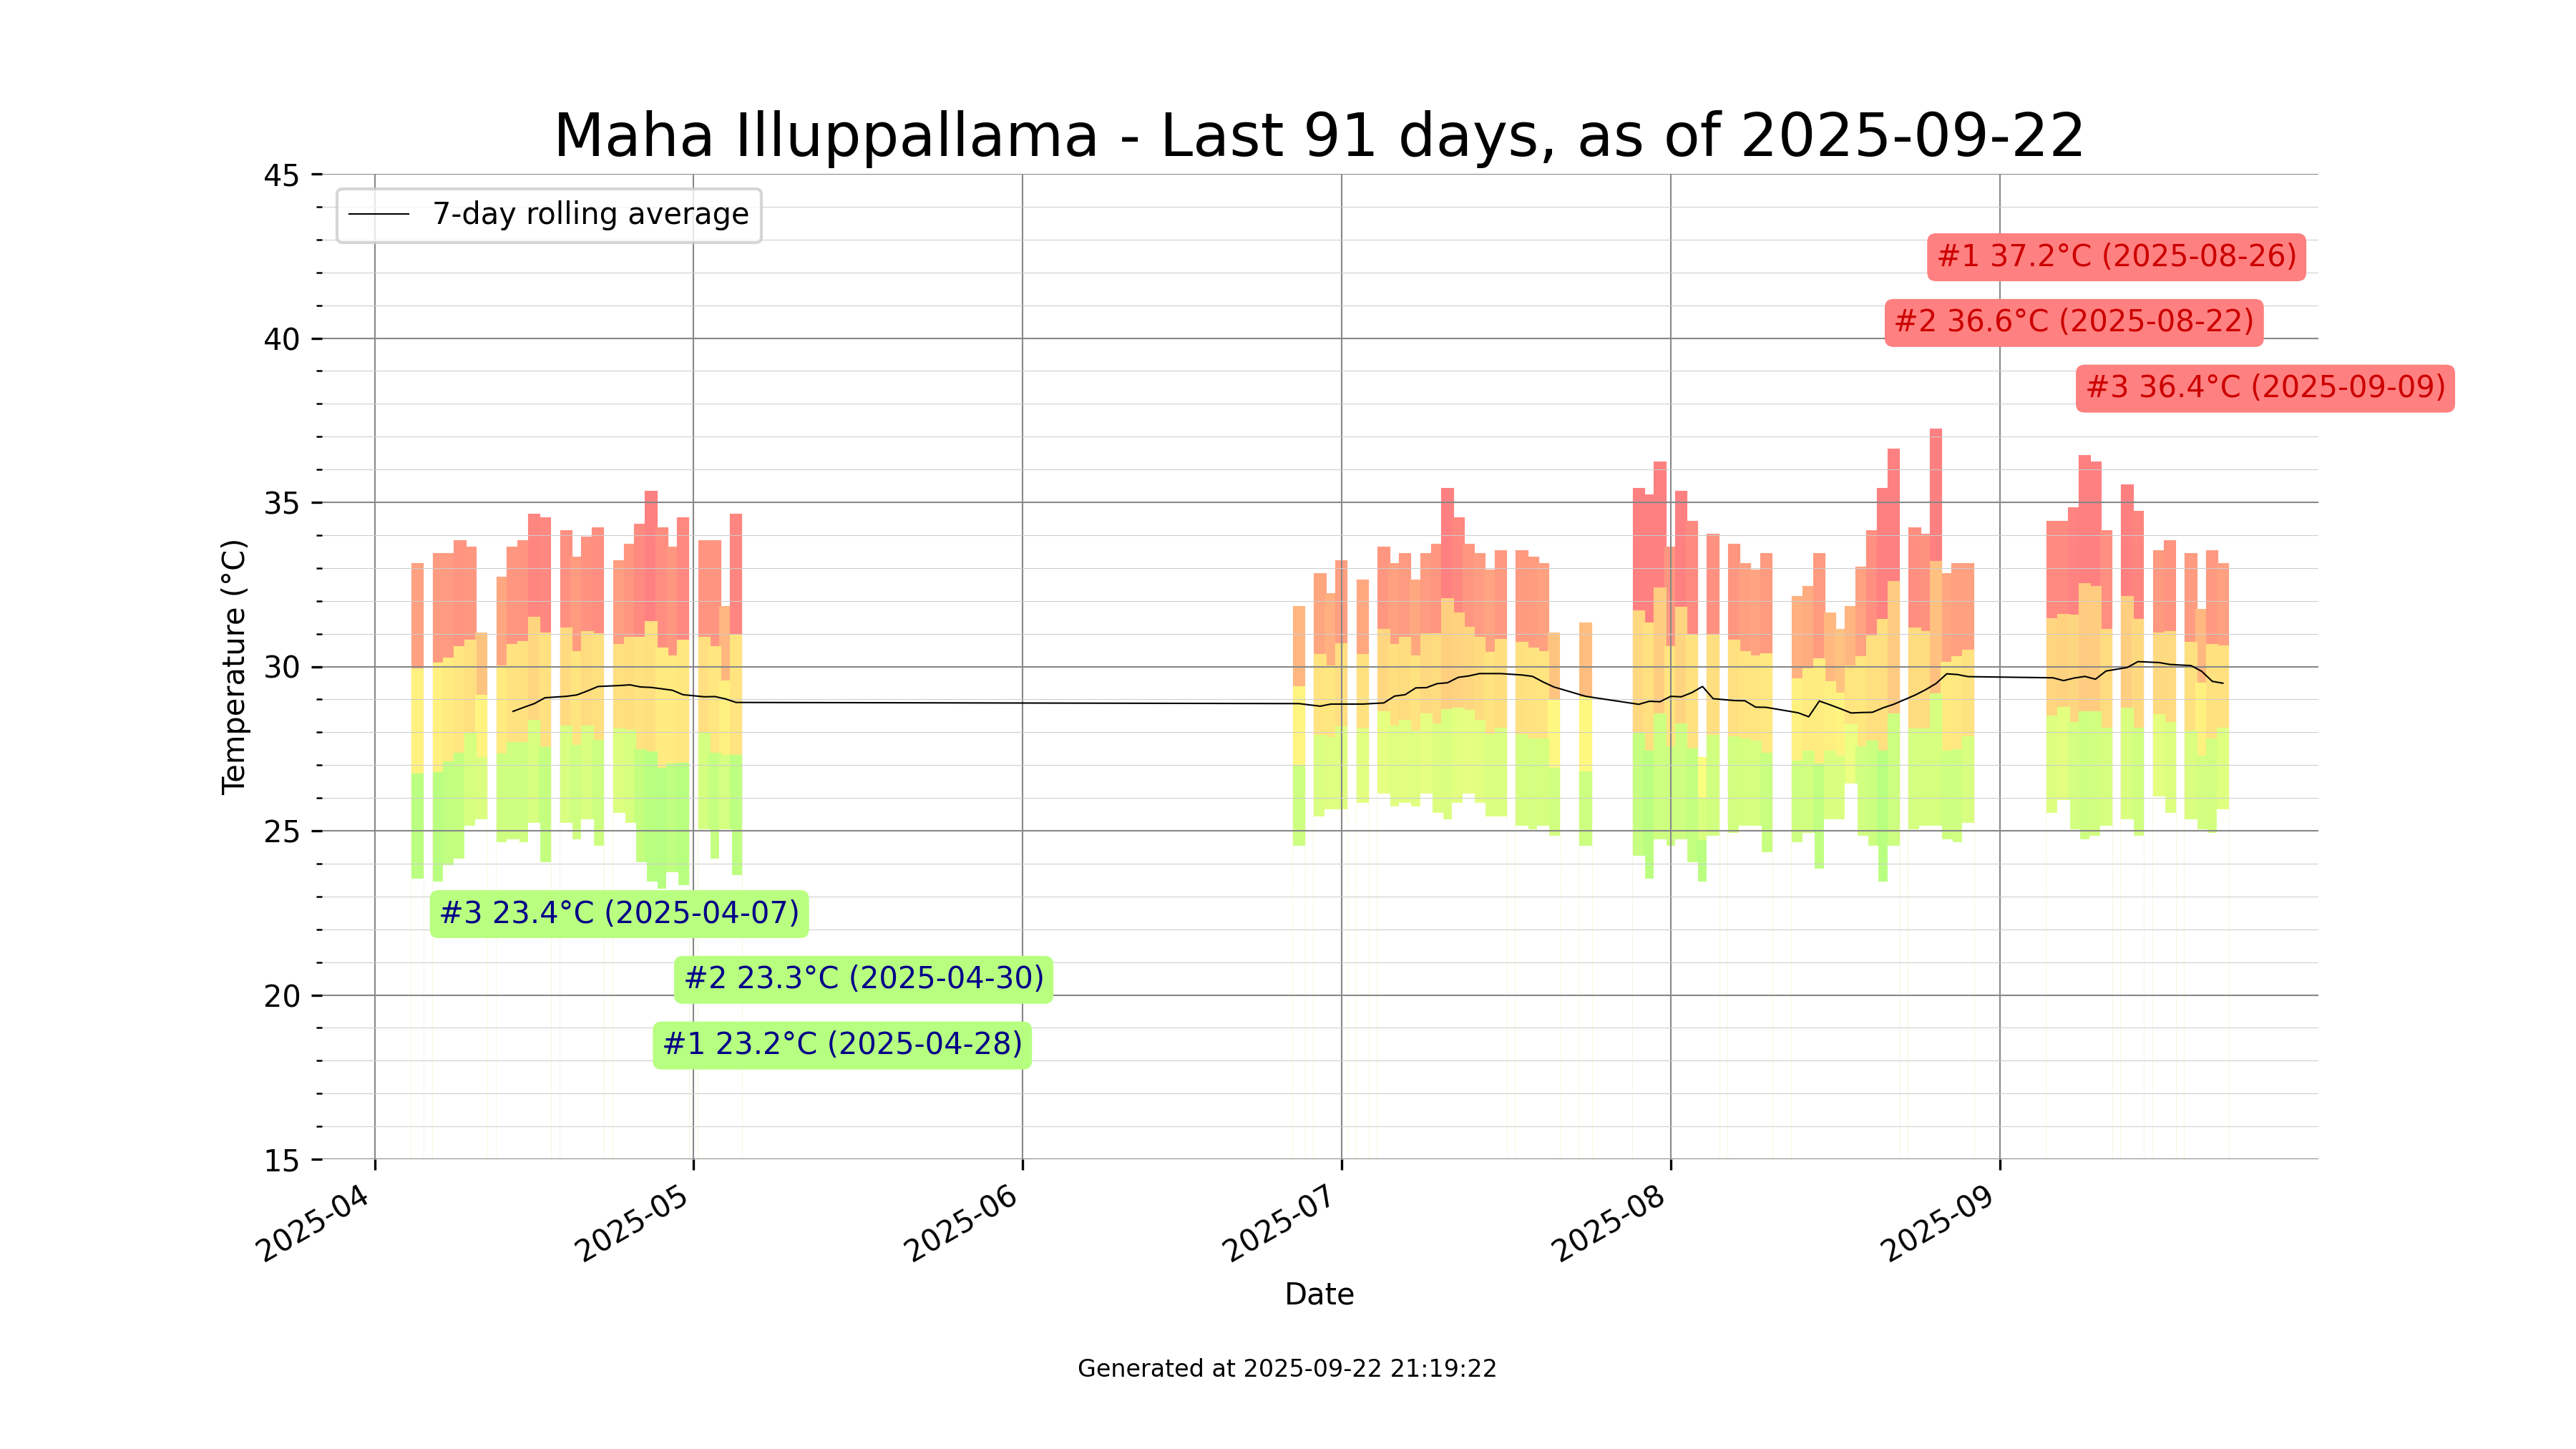 Maha Illuppallama - Last 91 days, as of 2025-09-22
45
7-day rolling average
#1 37.2°C (2025-08-26)
#2 36.6°C (2025-08-22)
40
#3 36.4°C (2025-09-09)
35
30
Temperature (°C)
25
#3 23.4°C (2025-04-07)
#2 23.3°C (2025-04-30)
20
#1 23.2°C (2025-04-28)
15
2025-04
2025-05
2025-06
2025-07
2025-08
2025-09
Date
Generated at 2025-09-22 21:19:22